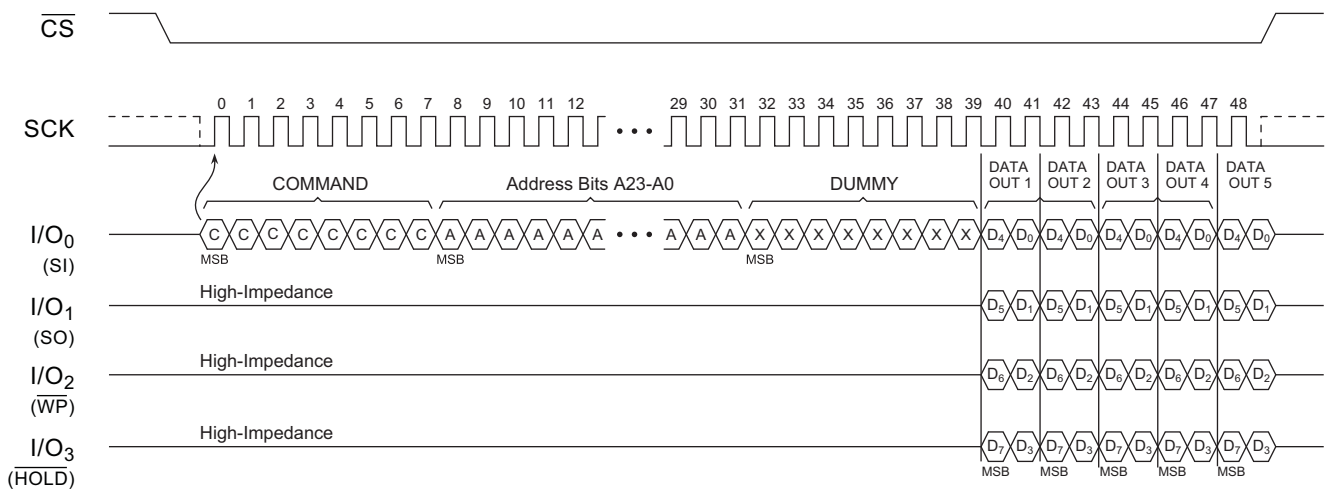 CS
0 1 2 3 4 5 6 7 8 9 10 11 12 29 30 31 32 33 34 35 36 37 38 39 40 41 42 43 44 45 46 47 48
SCK • • •
COMMAND Address Bits A23-A0 DUMMY DATA OUT 1 DATA OUT 2 DATA OUT 3 DATA OUT 4 DATA OUT 5
I/O0 C C C C C C C C A A A A A A • • • A A A X X X X X X X X D4 D0 D4 D0 D4 D0 D4 D0 D4 D0
(SI) MSB MSB MSB
High-Impedance
I/O1 D5 D1 D5 D1 D5 D1 D5 D1 D5 D1
(SO)
High-Impedance
I/O2 D6 D2 D6 D2 D6 D2 D6 D2 D6 D2
(WP)
High-Impedance
I/O3 D7 D3 D7 D3 D7 D3 D7 D3 D7 D3
(HOLD) MSB MSB MSB MSB MSB